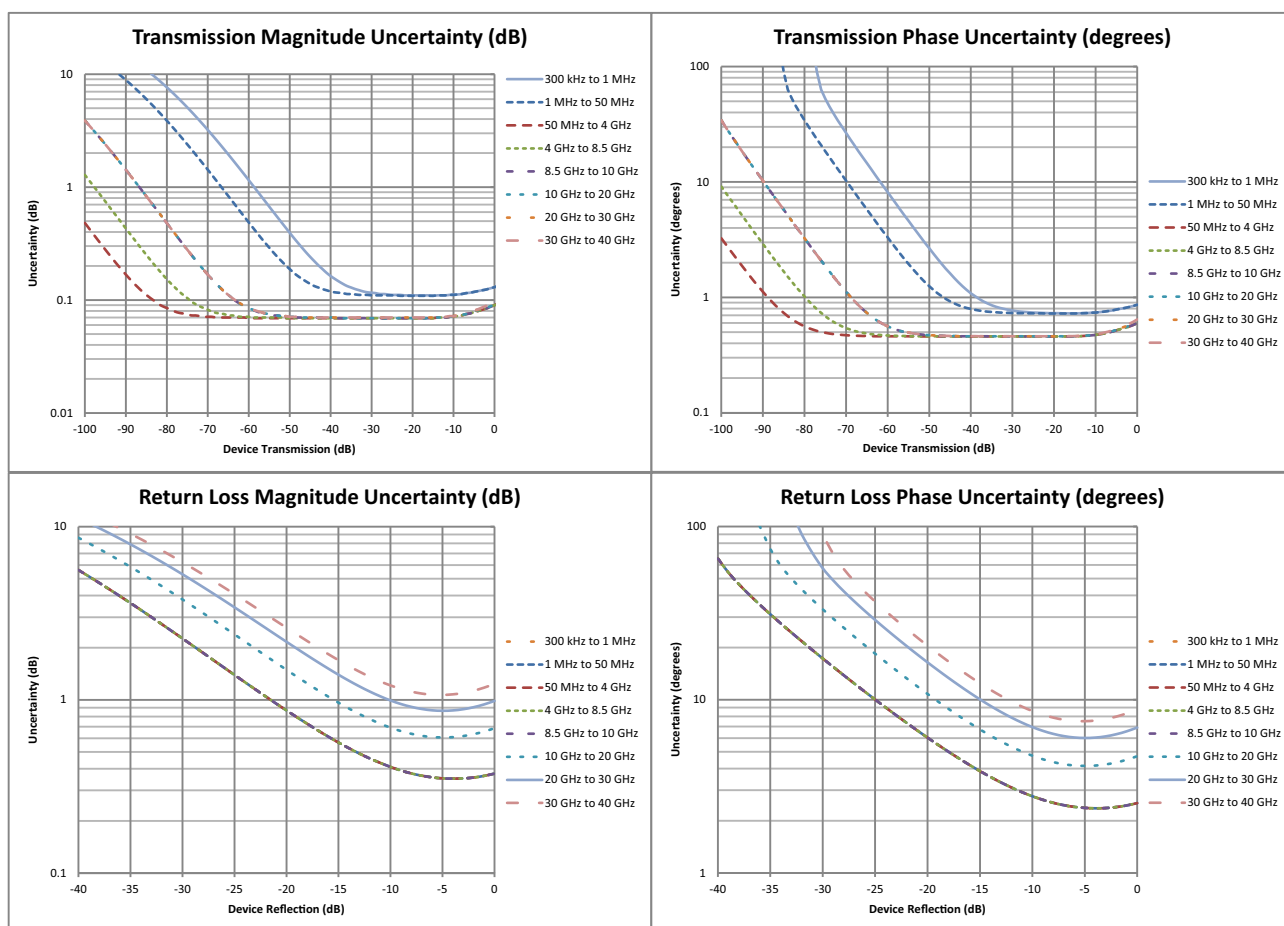 Transmission Magnitude Uncertainty (dB)
10
1
0.1
0.01
Uncertainty (dB)
-100 -90 -80 -70 -60 -50 -40 -30 -20 -10 0
Device Transmission (dB)
300 kHz to 1 MHz
1 MHz to 50 MHz
50 MHz to 4 GHz
4 GHz to 8.5 GHz
8.5 GHz to 10 GHz
10 GHz to 20 GHz
20 GHz to 30 GHz
30 GHz to 40 GHz
Transmission Phase Uncertainty (degrees)
100
10
1
0.1
Uncertainty (degrees)
-100 -90 -80 -70 -60 -50 -40 -30 -20 -10 0
Device Transmission (dB)
300 kHz to 1 MHz
1 MHz to 50 MHz
50 MHz to 4 GHz
4 GHz to 8.5 GHz
8.5 GHz to 10 GHz
10 GHz to 20 GHz
20 GHz to 30 GHz
30 GHz to 40 GHz
Return Loss Magnitude Uncertainty (dB)
10
1
0.1
Uncertainty (dB)
-40 -35 -30 -25 -20 -15 -10 -5 0
Device Reflection (dB)
300 kHz to 1 MHz
1 MHz to 50 MHz
50 MHz to 4 GHz
4 GHz to 8.5 GHz
8.5 GHz to 10 GHz
10 GHz to 20 GHz
20 GHz to 30 GHz
30 GHz to 40 GHz
Return Loss Phase Uncertainty (degrees)
100
10
1
Uncertainty (degrees)
-40 -35 -30 -25 -20 -15 -10 -5 0
Device Reflection (dB)
300 kHz to 1 MHz
1 MHz to 50 MHz
50 MHz to 4 GHz
4 GHz to 8.5 GHz
8.5 GHz to 10 GHz
10 GHz to 20 GHz
20 GHz to 30 GHz
30 GHz to 40 GHz